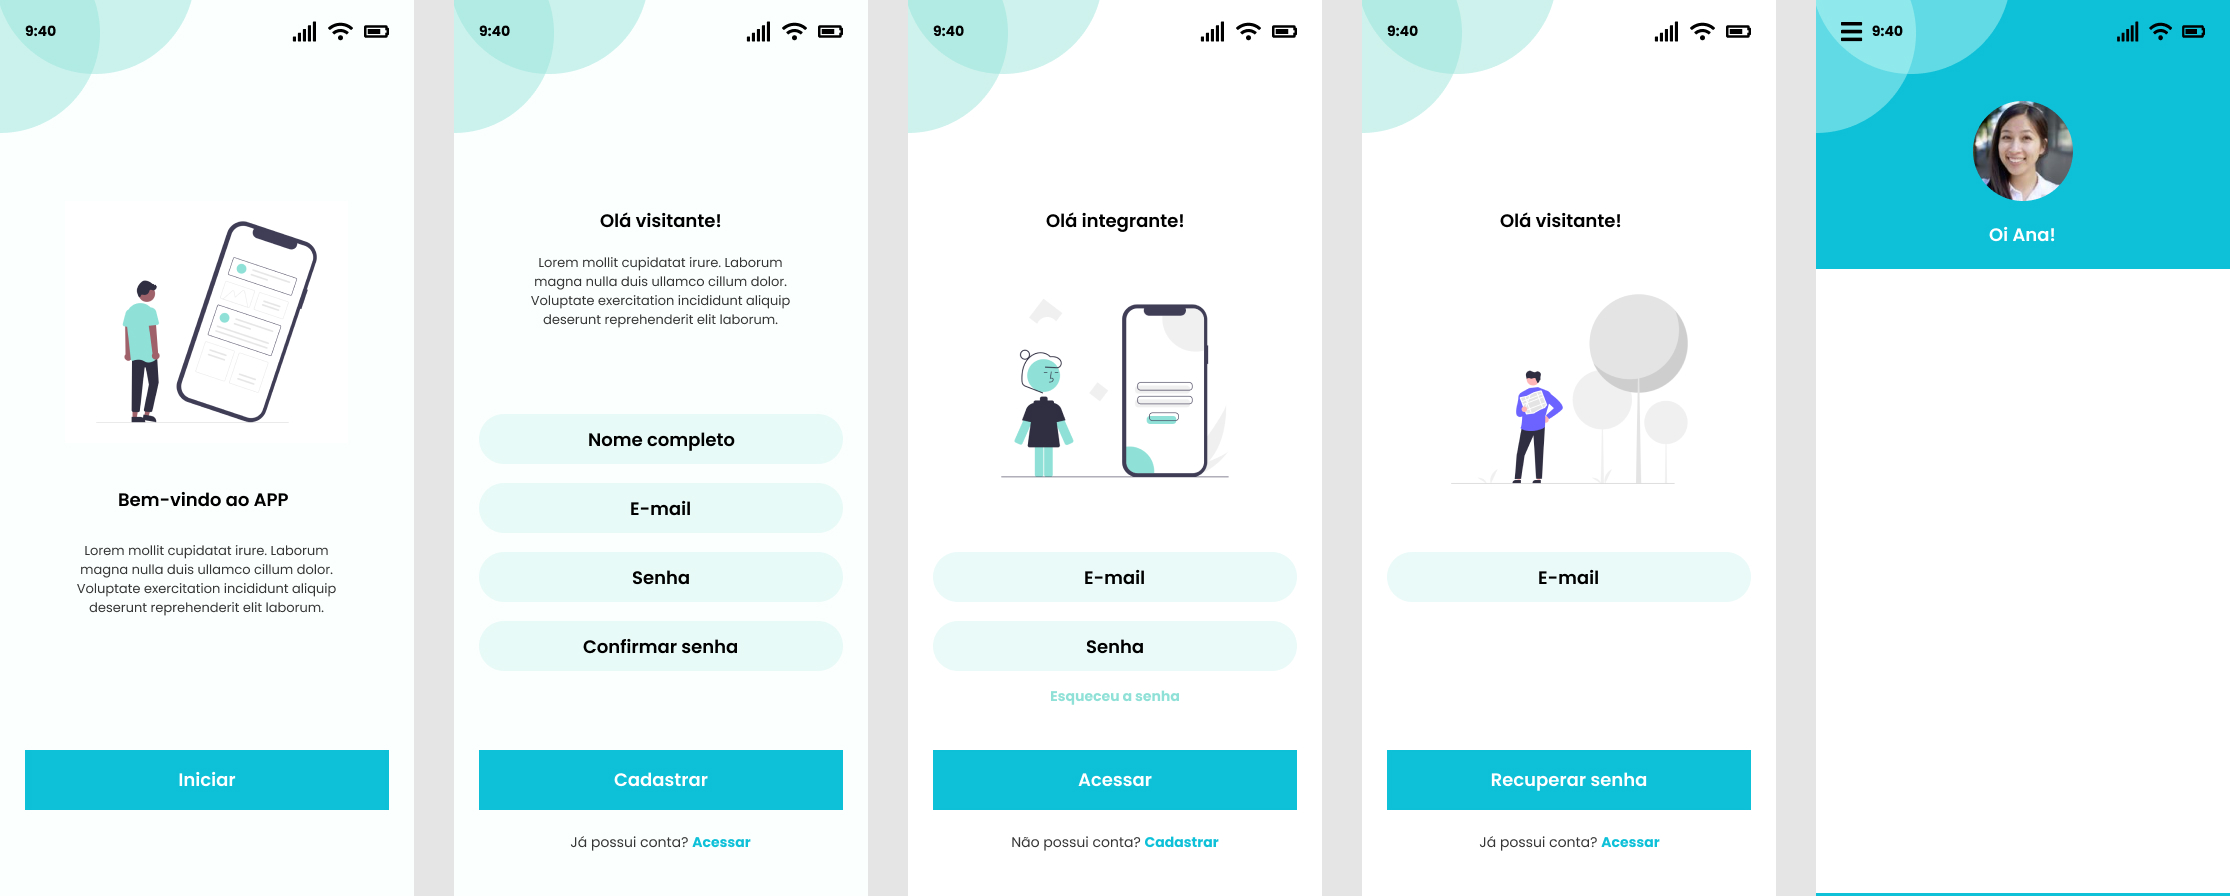 9:40
Bem-vindo ao APP
Lorem mollit cupidatat irure. Laborum
magna nulla duis ullamco cillum dolor.
Voluptate exercitation incididunt aliquip
deserunt reprehenderit elit laborum.
Iniciar
9:40
Olá visitante!
Lorem mollit cupidatat irure. Laborum
magna nulla duis ullamco cillum dolor.
Voluptate exercitation incididunt aliquip
deserunt reprehenderit elit laborum.
Nome completo
E-mail
Senha
Confirmar senha
Cadastrar
Já possui conta? Acessar
9:40
Olá integrante!
E-mail
Senha
Esqueceu a senha
Acessar
Não possui conta? Cadastrar
9:40
Olá visitante!
E-mail
Recuperar senha
Já possui conta? Acessar
9:40
Oi Ana!